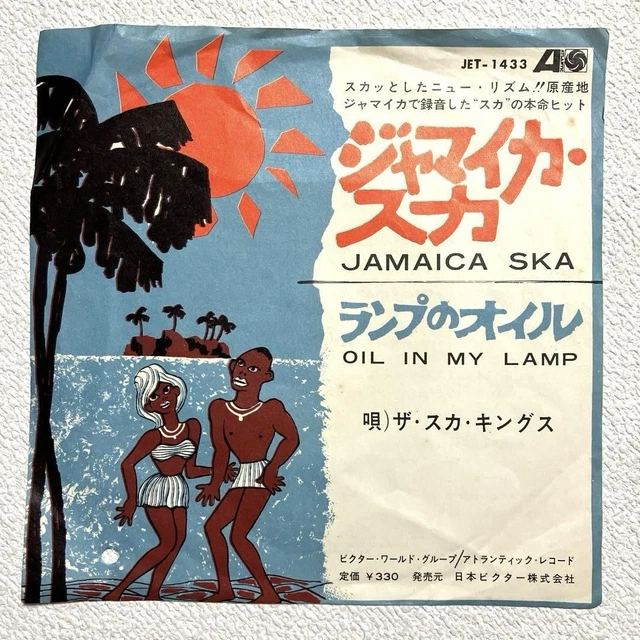 JET-1433 A ATLANTIC
スカッとしたニュー・リズム!!原産地
ジャマイカで録音した"スカ"の本命ヒット
ジャマイカ・
スカ
JAMAICA SKA
ランプのオイル
OIL IN MY LAMP
唄)ザ・スカ・キングス
ビクター・ワールド・グループ/アトランティック・レコード
定価 ¥330 発売元 日本ビクター株式会社